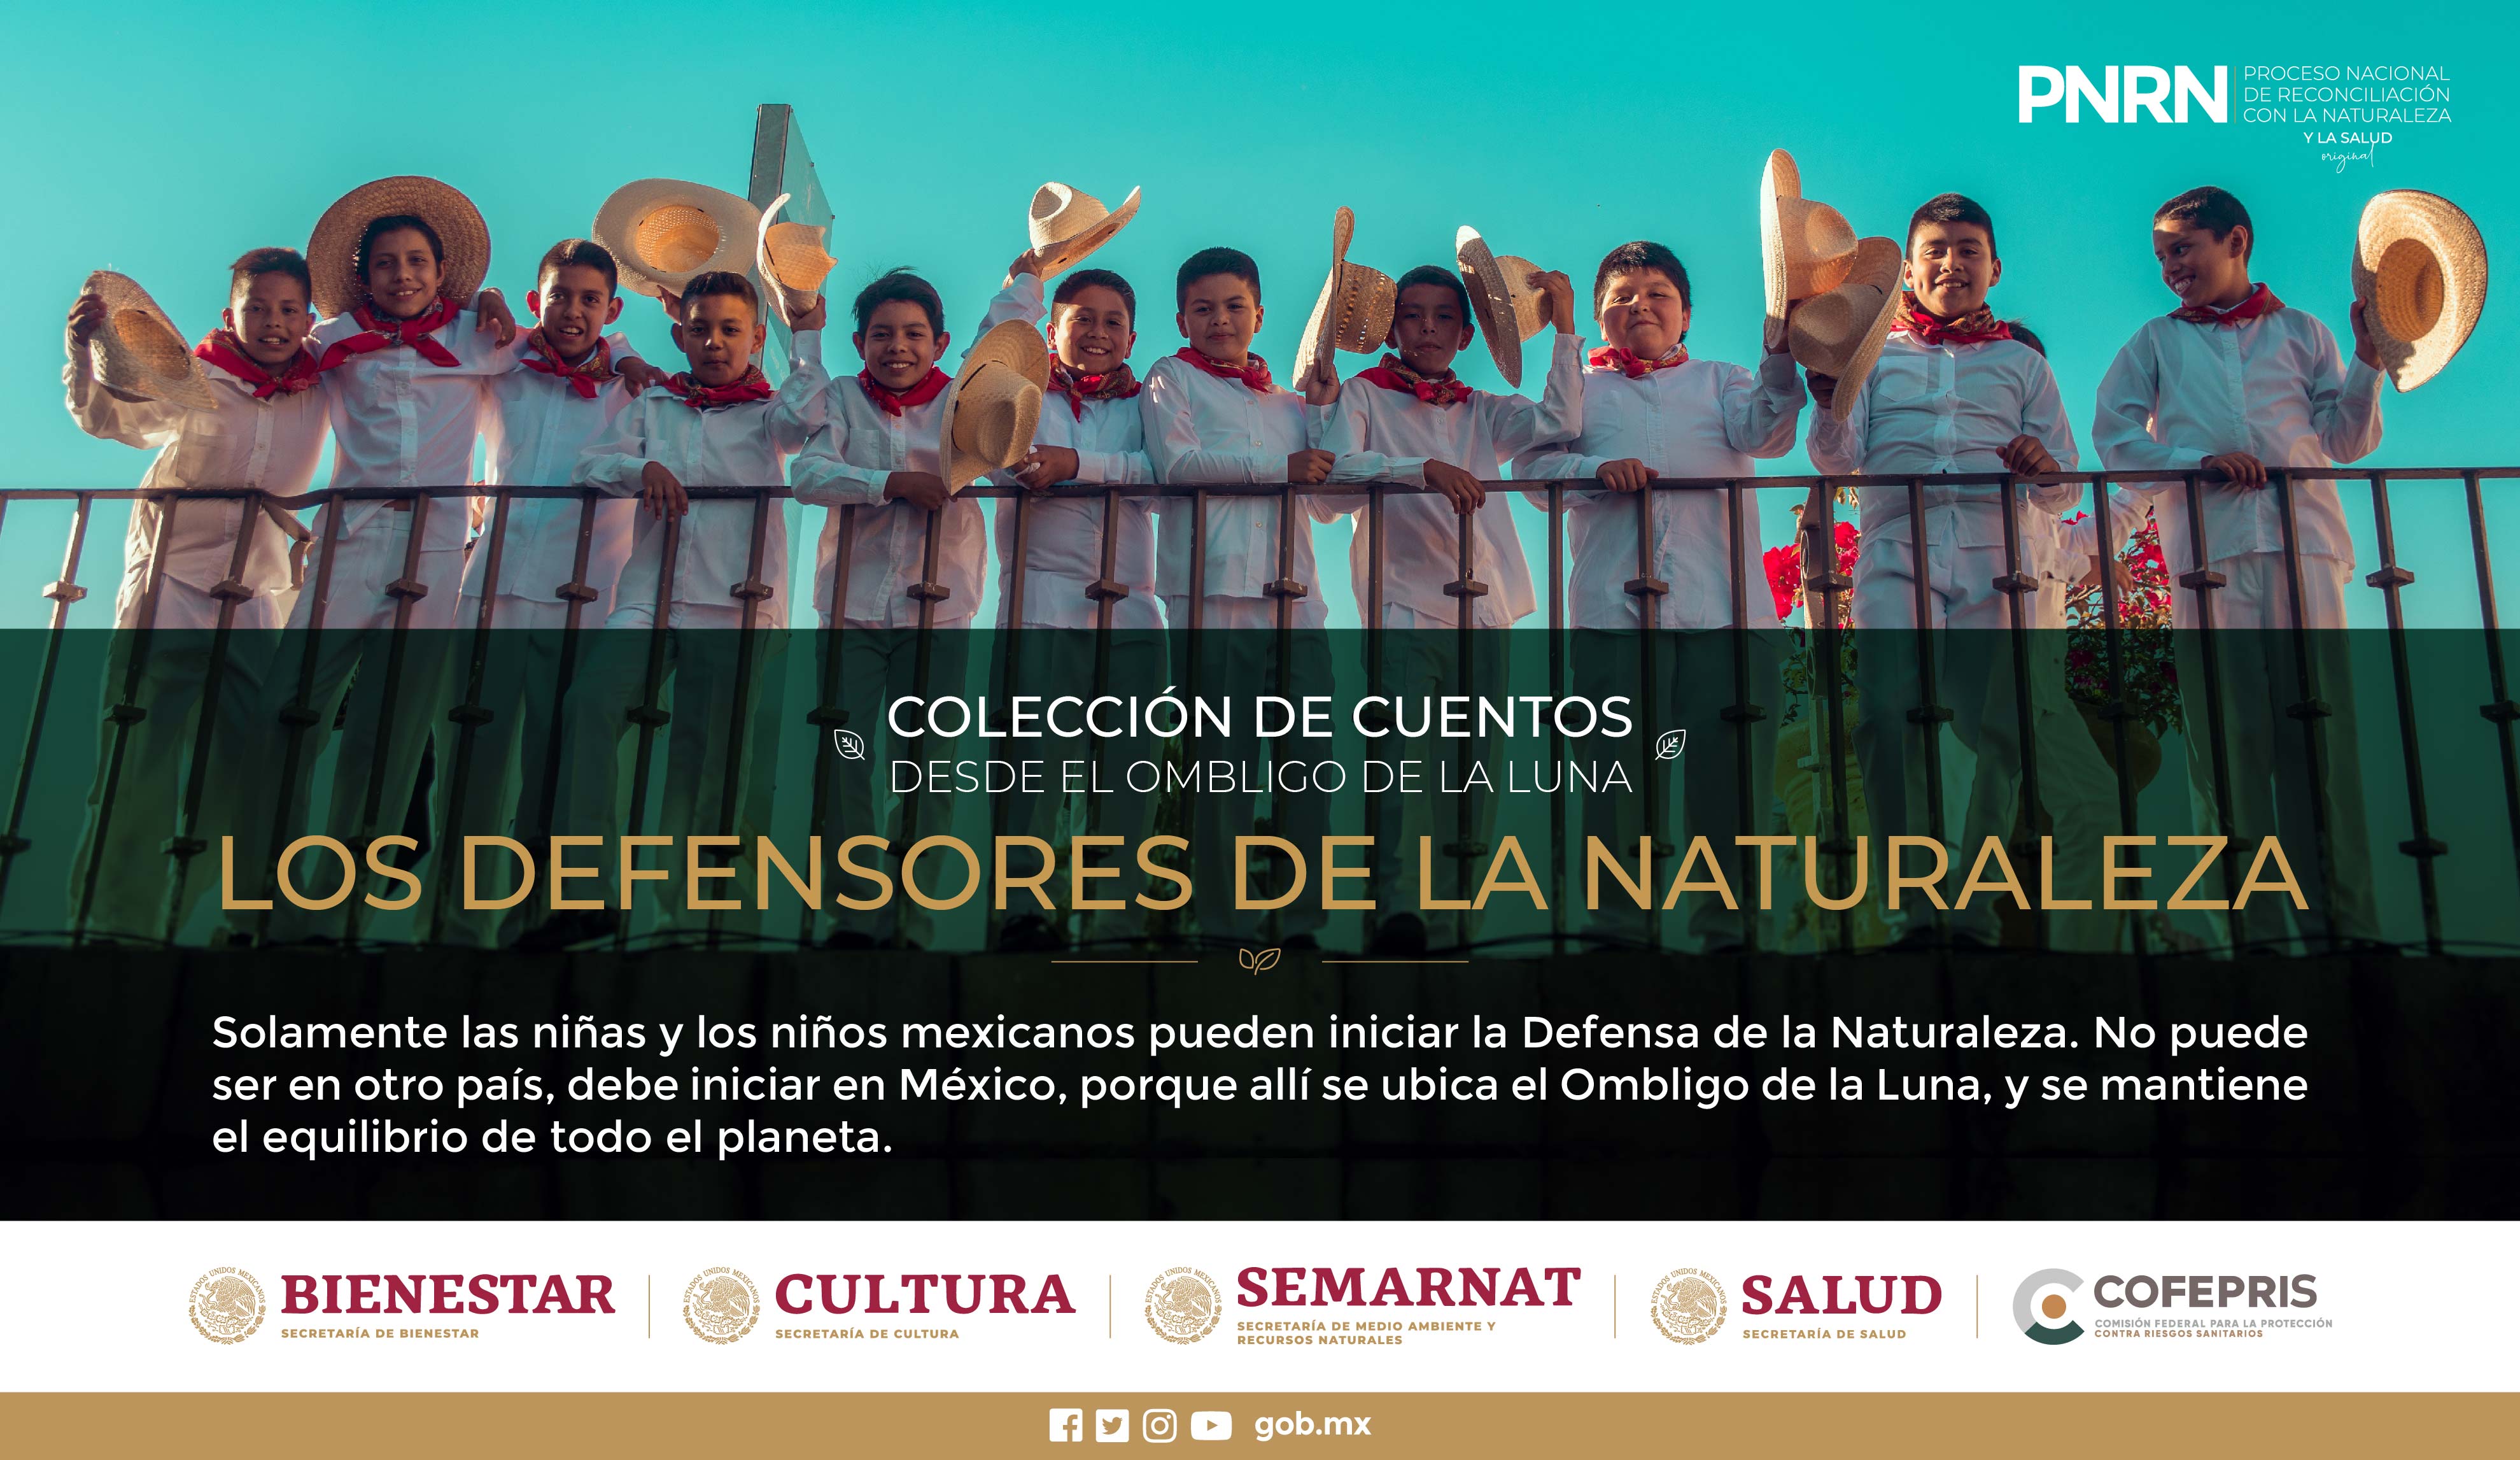 PNRN
PROCESO NACIONAL
DE RECONCILIACIÓN
CON LA NATURALEZA
Y LA SALUD
original
COLECCIÓN DE CUENTOS
DESDE EL OMBLIGO DE LA LUNA
LOS DEFENSORES DE LA NATURALEZA
Solamente las niñas y los niños mexicanos pueden iniciar la Defensa de la Naturaleza. No puede
ser en otro país, debe iniciar en México, porque allí se ubica el Ombligo de la Luna, y se mantiene
el equilibrio de todo el planeta.
ESTADOS UNIDOS MEXICANOS
BIENESTAR
SECRETARÍA DE BIENESTAR
ESTADOS UNIDOS MEXICANOS
CULTURA
SECRETARÍA DE CULTURA
ESTADOS UNIDOS MEXICANOS
SEMARNAT
SECRETARÍA DE MEDIO AMBIENTE Y
RECURSOS NATURALES
ESTADOS UNIDOS MEXICANOS
SALUD
SECRETARÍA DE SALUD
COFEPRIS
COMISIÓN FEDERAL PARA LA PROTECCIÓN
CONTRA RIESGOS SANITARIOS
gob.mx